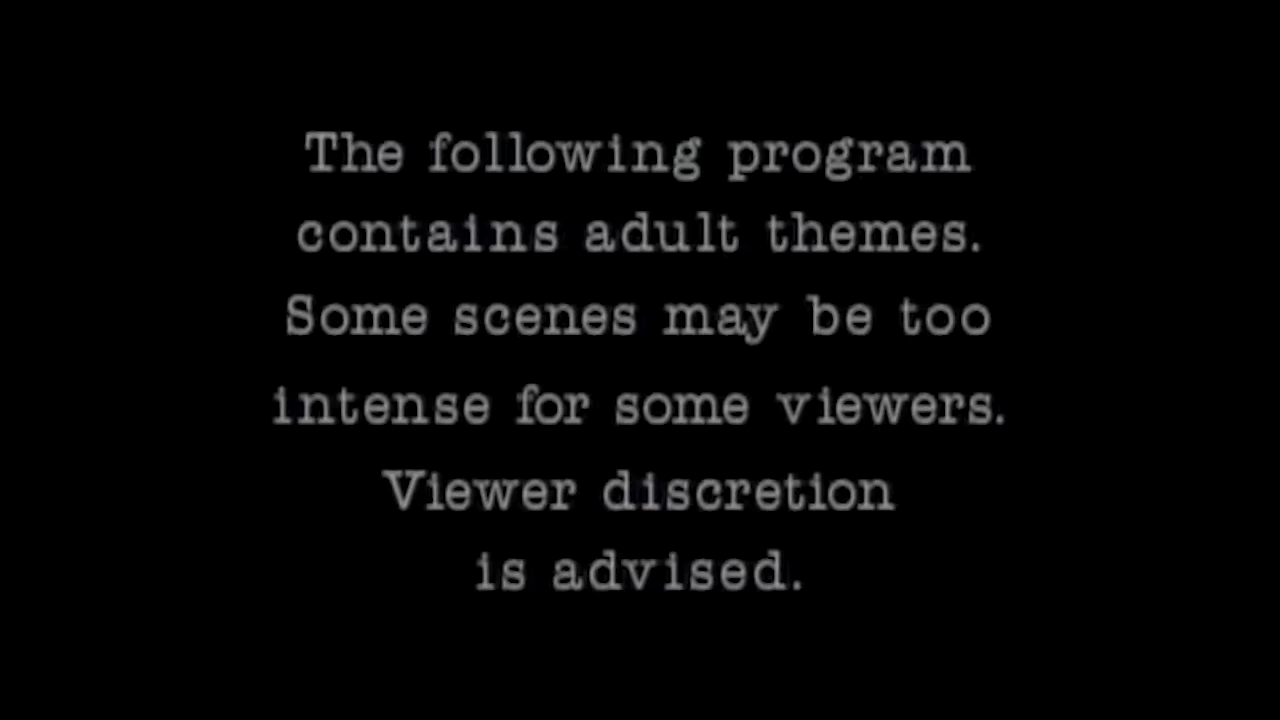 The following program
contains adult themes.
Some scenes may be too
intense for some viewers.
Viewer discretion
is advised.